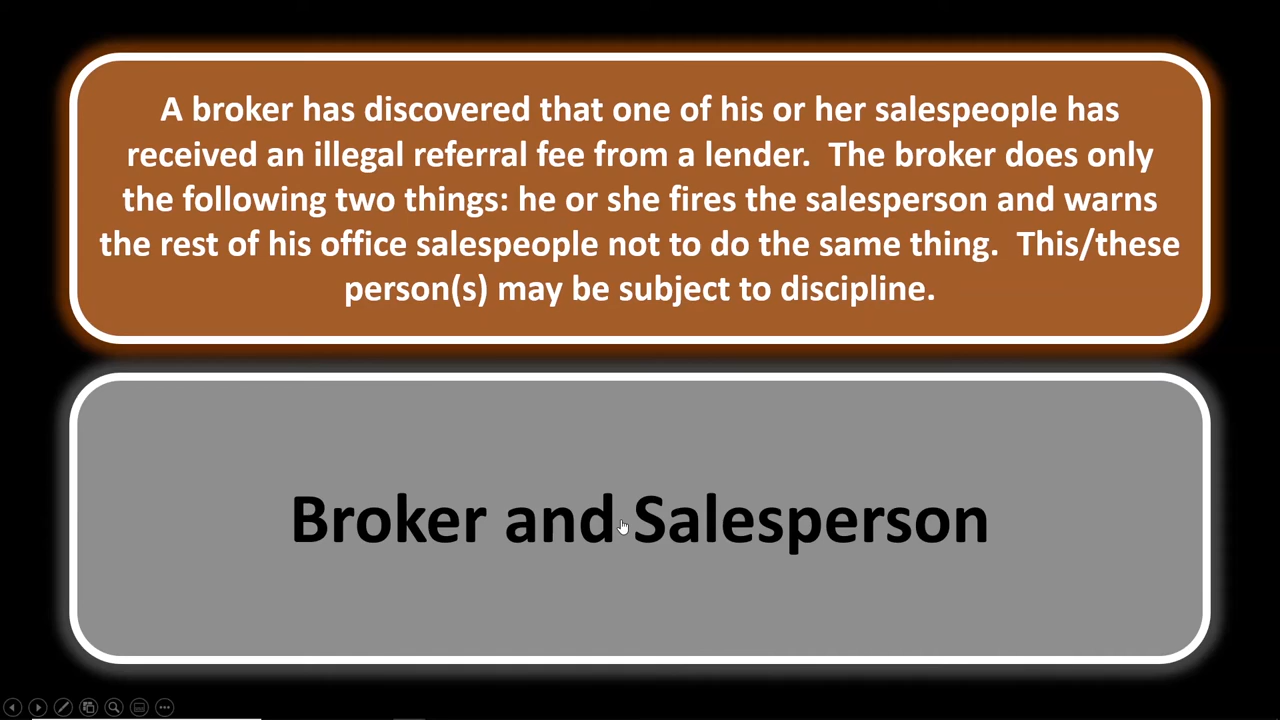 A broker has discovered that one of his or her salespeople has
received an illegal referral fee from a lender.  The broker does only
the following two things: he or she fires the salesperson and warns
the rest of his office salespeople not to do the same thing.  This/these
person(s) may be subject to discipline.
Broker and Salesperson